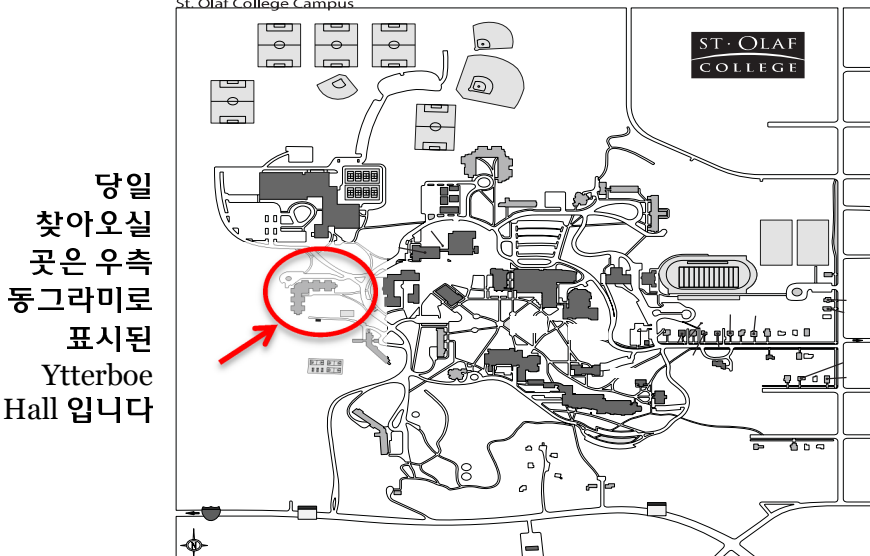 St. Olaf College Campus
ST · OLAF
COLLEGE
당일
찾아오실
곳은 우측
동그라미로
표시된
Ytterboe
Hall 입니다
N